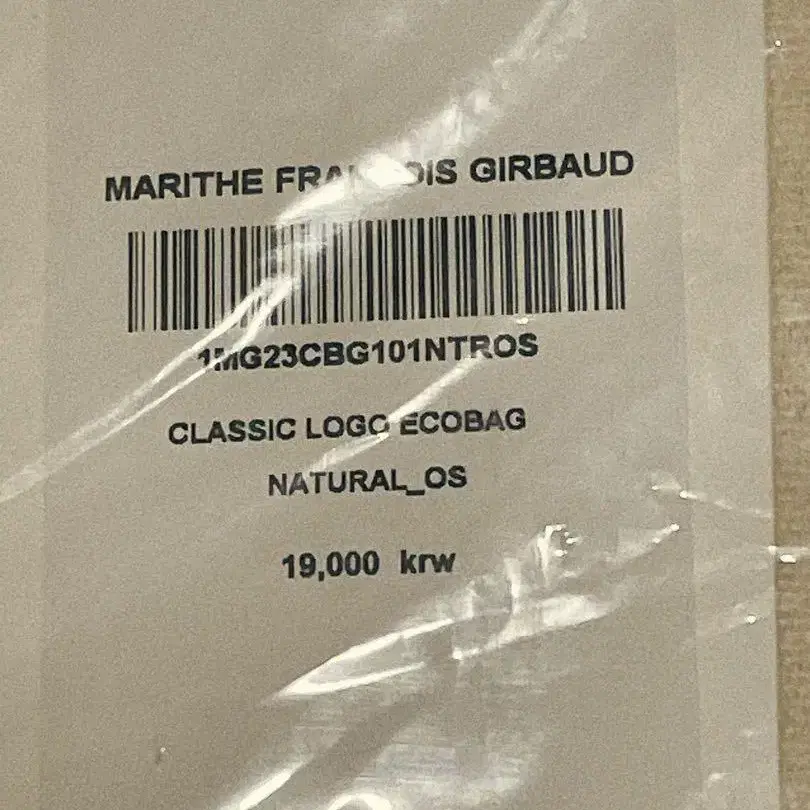 MARITHE FRANCOIS GIRBAUD
1MG23CBG101NTROS
CLASSIC LOGO ECOBAG
NATURAL_OS
19,000 krw